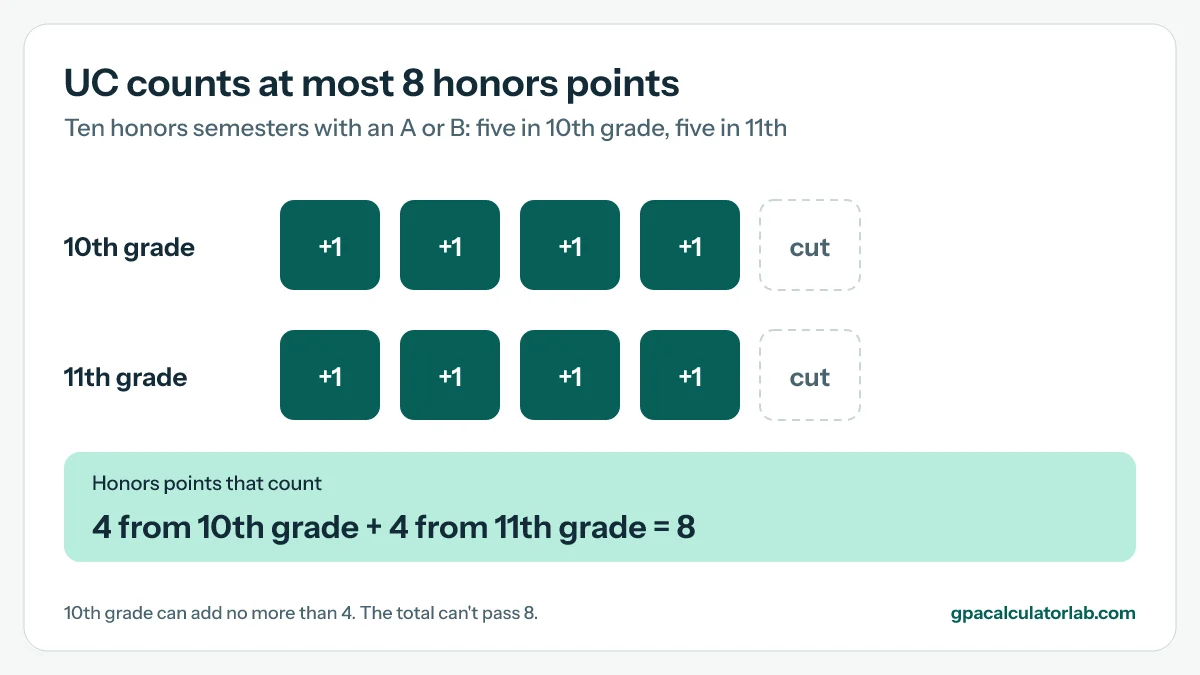 UC counts at most 8 honors points
Ten honors semesters with an A or B: five in 10th grade, five in 11th
10th grade +1 +1 +1 +1 cut
11th grade +1 +1 +1 +1 cut
Honors points that count
4 from 10th grade + 4 from 11th grade = 8
10th grade can add no more than 4. The total can't pass 8.
gpacalculatorlab.com